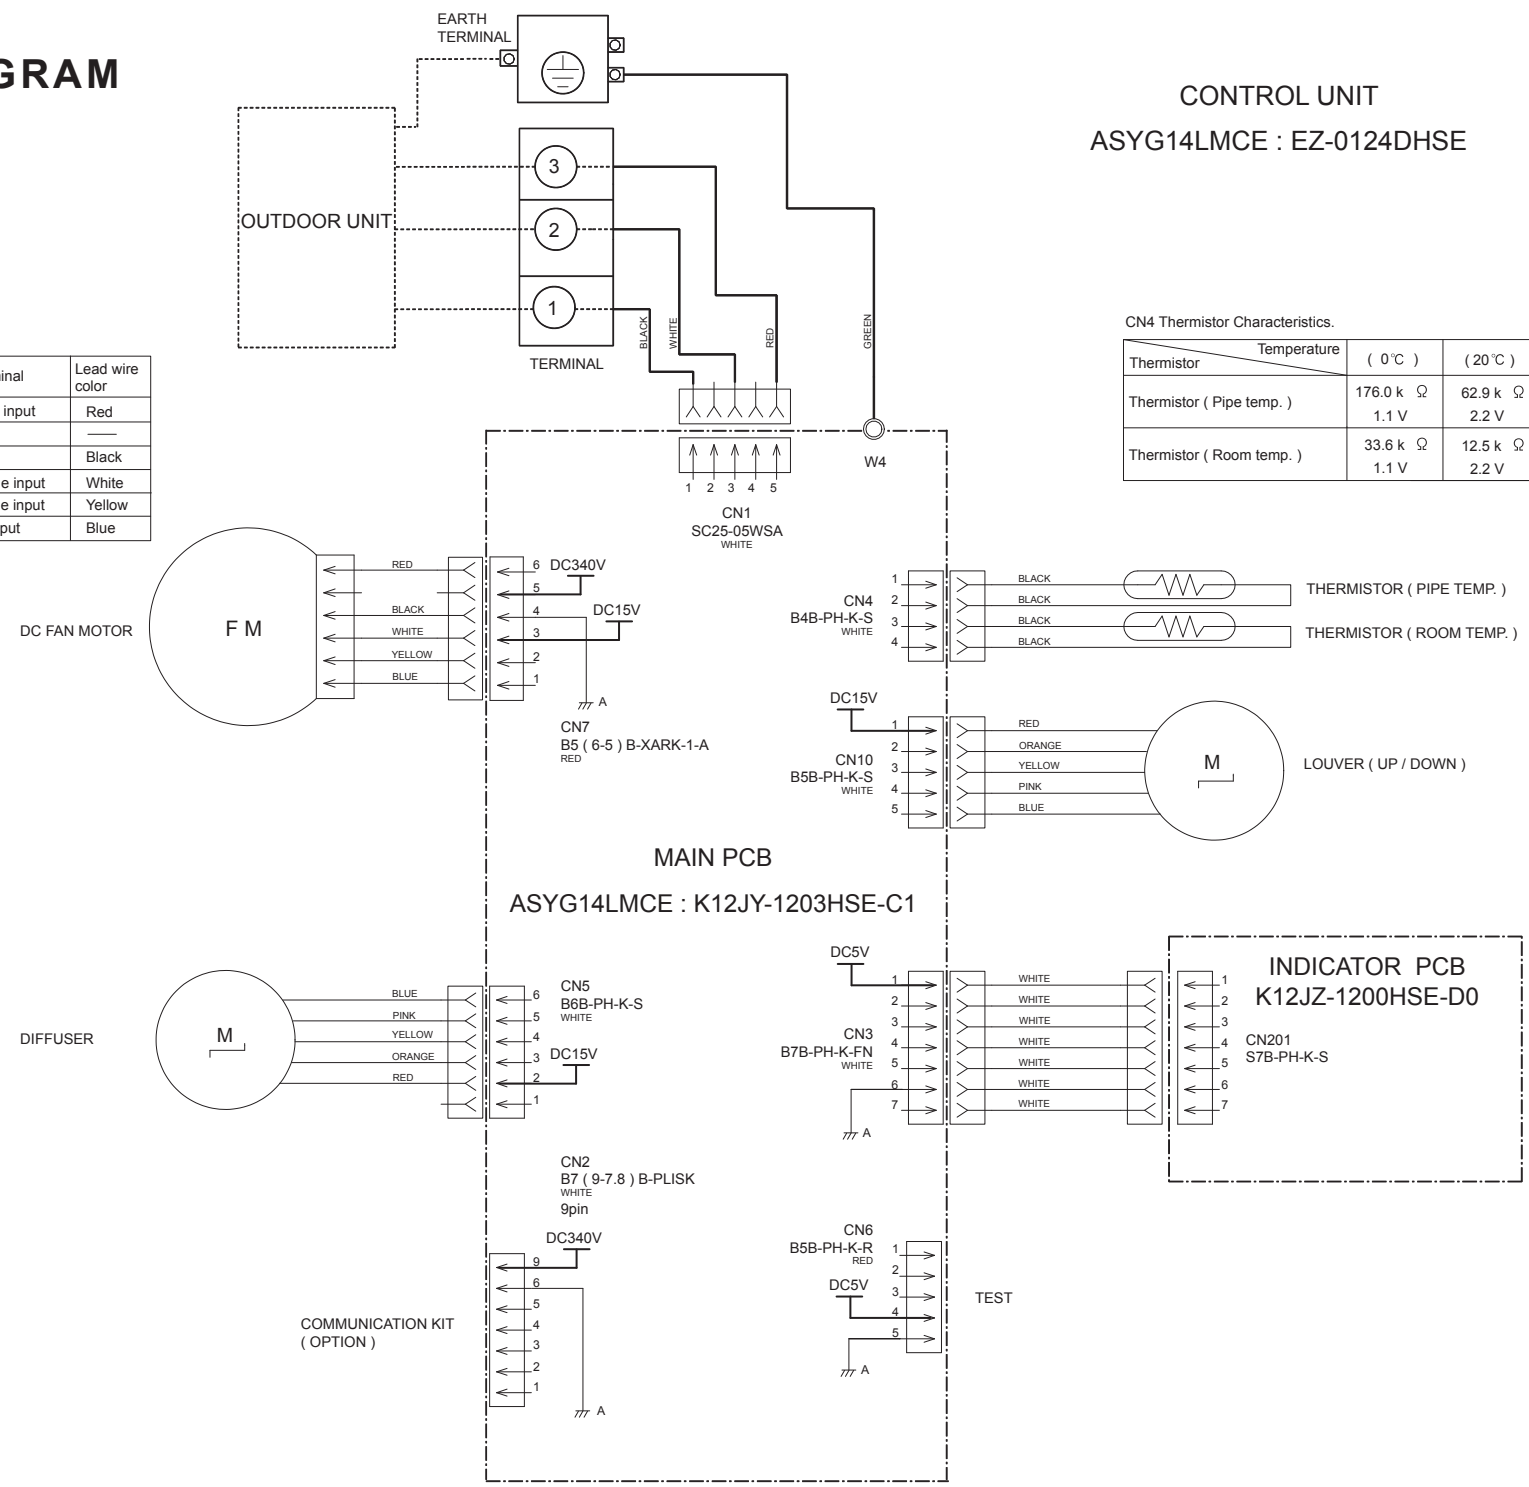 GRAM
EARTH
TERMINAL
CONTROL UNIT
ASYG14LMCE : EZ-0124DHSE
OUTDOOR UNIT
3
2
1
TERMINAL
BLACK
WHITE
RED
GREEN
CN4 Thermistor Characteristics.
Temperature
Thermistor
( 0℃ )
( 20℃ )
Thermistor ( Pipe temp. )
176.0 k Ω
62.9 k Ω
1.1 V
2.2 V
Thermistor ( Room temp. )
33.6 k Ω
12.5 k Ω
1.1 V
2.2 V
Lead wire
color
input
Red
Black
e input
White
e input
Yellow
Blue
W4
1 2 3 4 5
CN1
SC25-05WSA
WHITE
DC FAN MOTOR
F M
RED
BLACK
WHITE
YELLOW
BLUE
6
5
4
3
2
1
DC340V
DC15V
A
CN7
B5 ( 6-5 ) B-XARK-1-A
RED
CN4
B4B-PH-K-S
WHITE
1
2
3
4
BLACK
BLACK
BLACK
BLACK
THERMISTOR ( PIPE TEMP. )
THERMISTOR ( ROOM TEMP. )
DC15V
CN10
B5B-PH-K-S
WHITE
1
2
3
4
5
RED
ORANGE
YELLOW
PINK
BLUE
M
LOUVER ( UP / DOWN )
MAIN PCB
ASYG14LMCE : K12JY-1203HSE-C1
DIFFUSER
M
BLUE
PINK
YELLOW
ORANGE
RED
6
5
4
3
2
1
CN5
B6B-PH-K-S
WHITE
DC15V
DC5V
CN3
B7B-PH-K-FN
WHITE
1
2
3
4
5
6
7
A
WHITE
WHITE
WHITE
WHITE
WHITE
WHITE
WHITE
1
2
3
4
5
6
7
INDICATOR PCB
K12JZ-1200HSE-D0
CN201
S7B-PH-K-S
CN2
B7 ( 9-7.8 ) B-PLISK
WHITE
9pin
DC340V
9
6
5
4
3
2
1
A
COMMUNICATION KIT
( OPTION )
CN6
B5B-PH-K-R
RED
DC5V
1
2
3
4
5
A
TEST